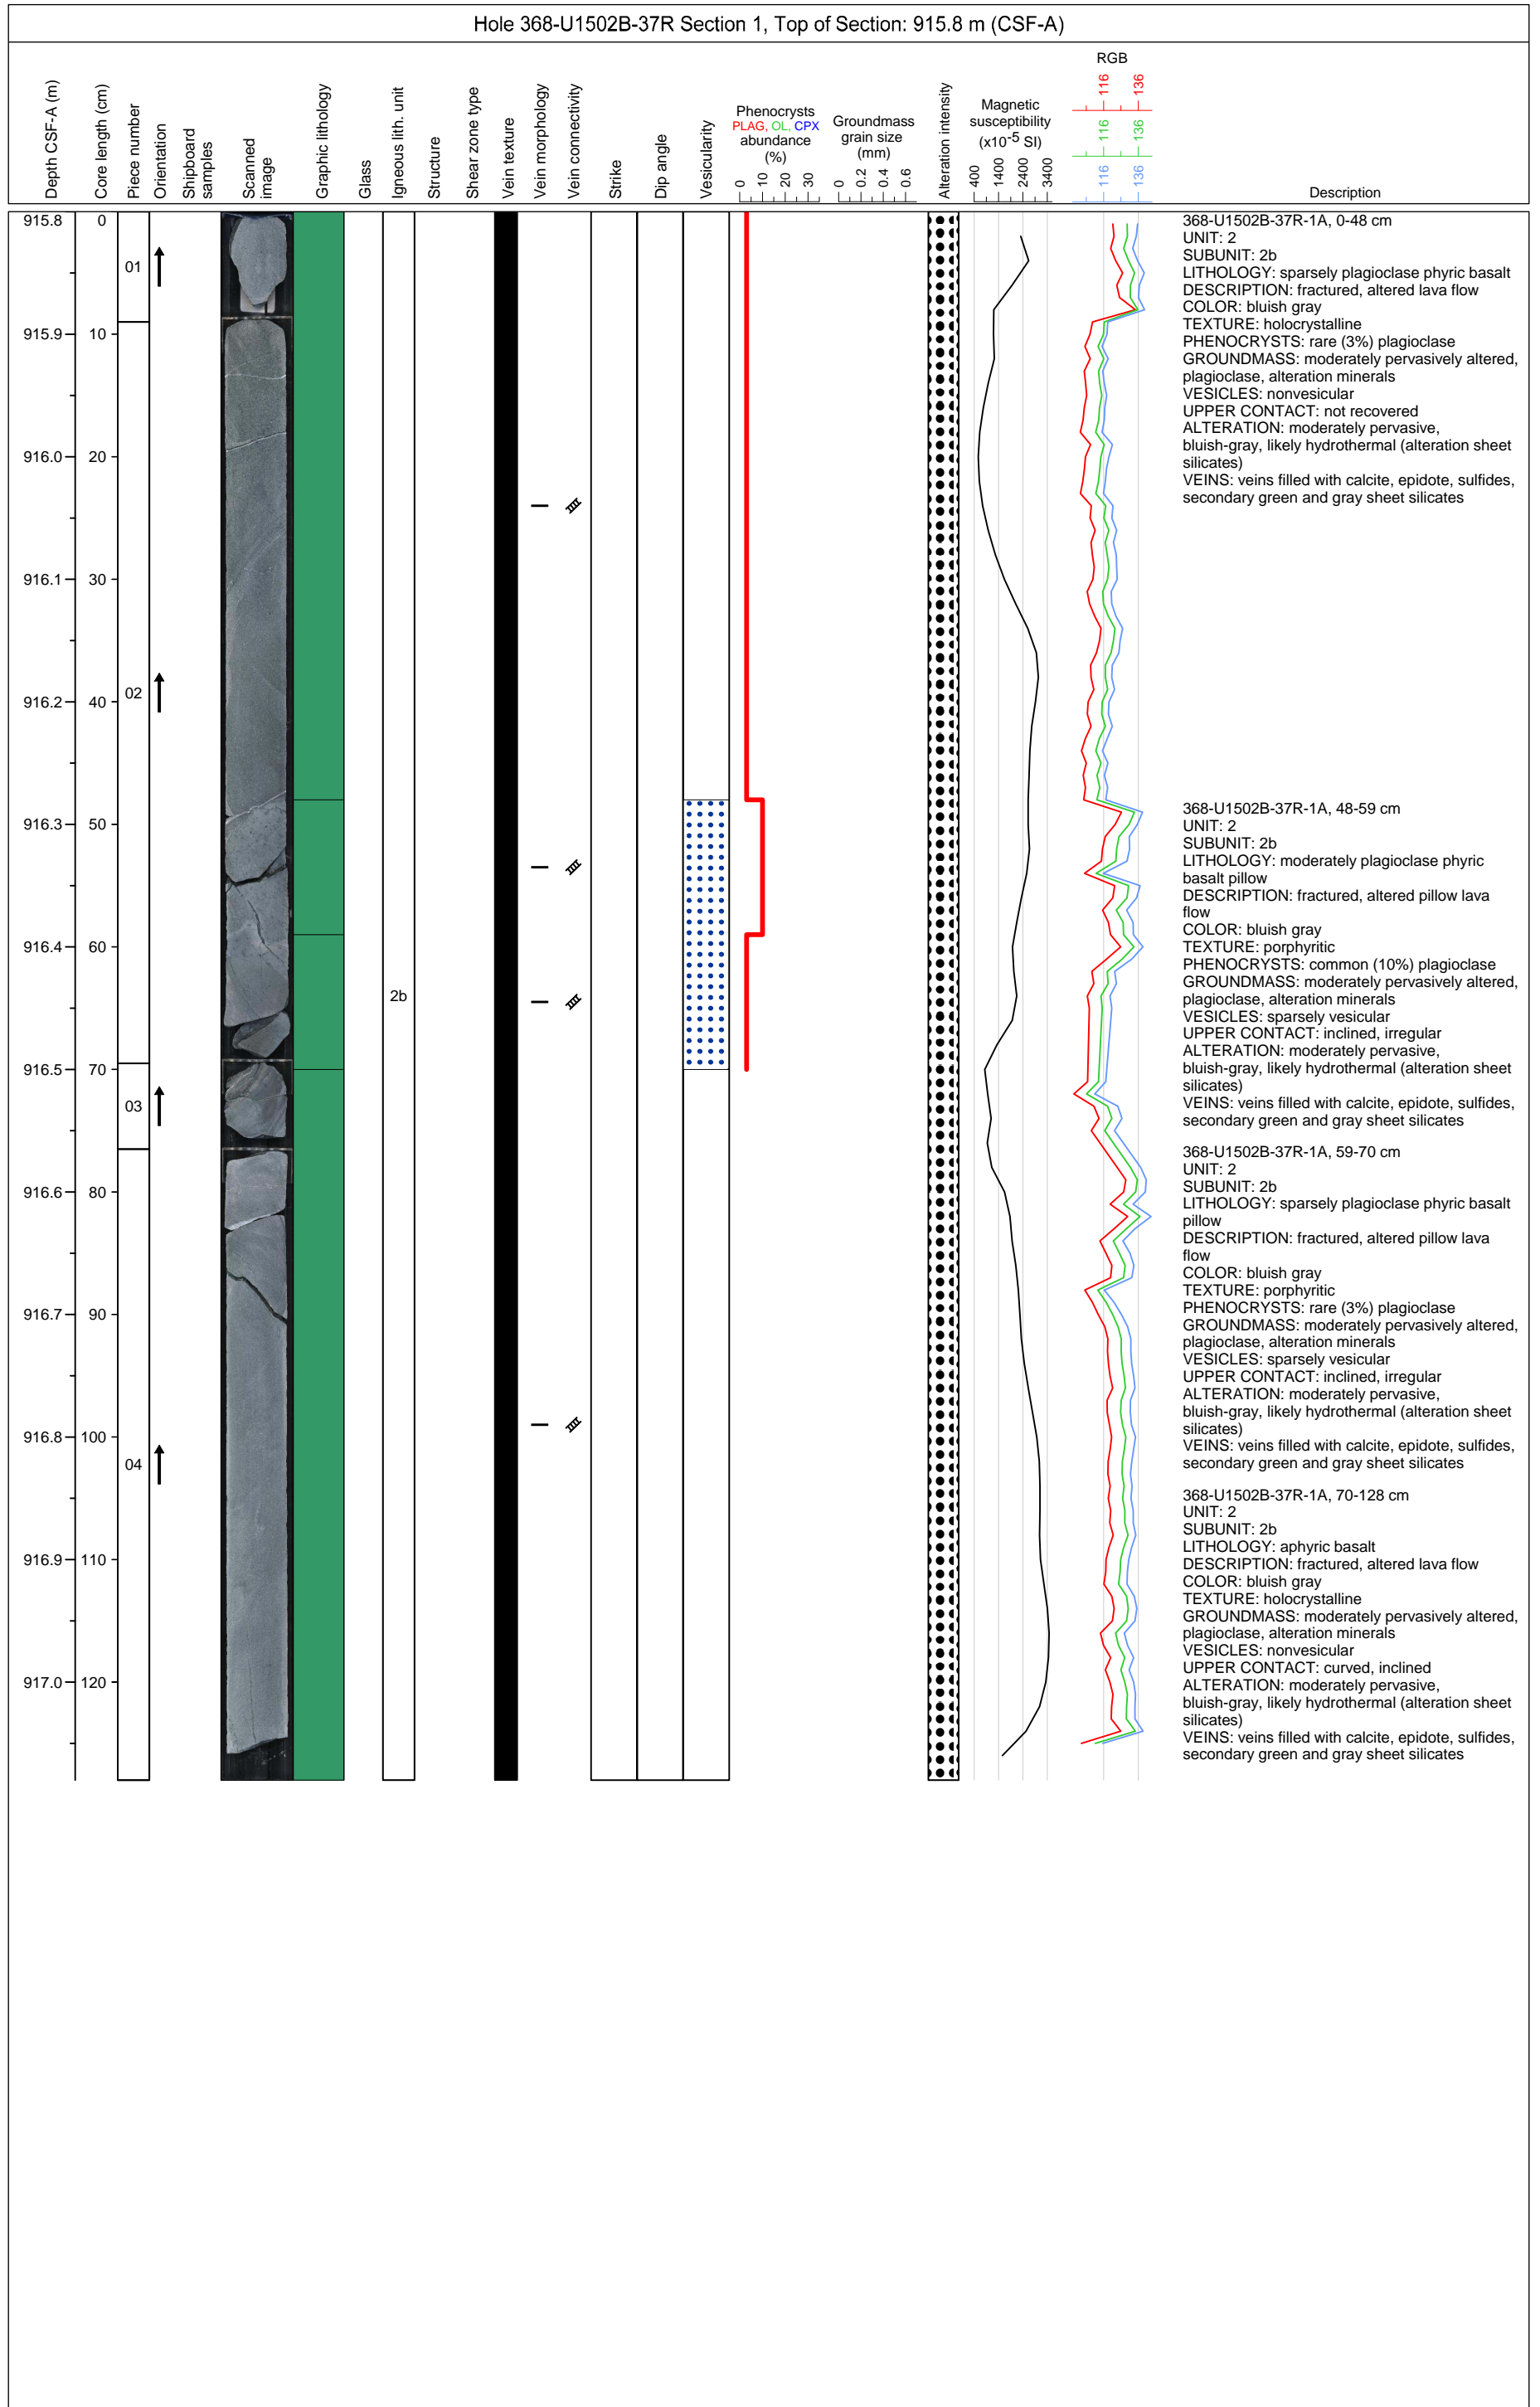 Hole 368-U1502B-37R Section 1, Top of Section: 915.8 m (CSF-A)
Depth CSF-A (m)
Core length (cm)
Piece number
Orientation
Shipboard
samples
Scanned
image
Graphic lithology
Glass
Igneous lith. unit
Structure
Shear zone type
Vein texture
Vein morphology
Vein connectivity
Strike
Dip angle
Vesicularity
Phenocrysts
PLAG, OL, CPX
abundance
(%)
0 10 20 30
Groundmass
grain size
(mm)
0 0.2 0.4 0.6
Alteration intensity
Magnetic
susceptibility
(x10-5 SI)
400 1400 2400 3400
RGB
116 136
116 136
116 136
Description
915.8 0
915.9 10
916.0 20
916.1 30
916.2 40
916.3 50
916.4 60
916.5 70
916.6 80
916.7 90
916.8 100
916.9 110
917.0 120
01
02
03
04
2b
368-U1502B-37R-1A, 0-48 cm
UNIT: 2
SUBUNIT: 2b
LITHOLOGY: sparsely plagioclase phyric basalt
DESCRIPTION: fractured, altered lava flow
COLOR: bluish gray
TEXTURE: holocrystalline
PHENOCRYSTS: rare (3%) plagioclase
GROUNDMASS: moderately pervasively altered,
plagioclase, alteration minerals
VESICLES: nonvesicular
UPPER CONTACT: not recovered
ALTERATION: moderately pervasive,
bluish-gray, likely hydrothermal (alteration sheet
silicates)
VEINS: veins filled with calcite, epidote, sulfides,
secondary green and gray sheet silicates
368-U1502B-37R-1A, 48-59 cm
UNIT: 2
SUBUNIT: 2b
LITHOLOGY: moderately plagioclase phyric
basalt pillow
DESCRIPTION: fractured, altered pillow lava
flow
COLOR: bluish gray
TEXTURE: porphyritic
PHENOCRYSTS: common (10%) plagioclase
GROUNDMASS: moderately pervasively altered,
plagioclase, alteration minerals
VESICLES: sparsely vesicular
UPPER CONTACT: inclined, irregular
ALTERATION: moderately pervasive,
bluish-gray, likely hydrothermal (alteration sheet
silicates)
VEINS: veins filled with calcite, epidote, sulfides,
secondary green and gray sheet silicates
368-U1502B-37R-1A, 59-70 cm
UNIT: 2
SUBUNIT: 2b
LITHOLOGY: sparsely plagioclase phyric basalt
pillow
DESCRIPTION: fractured, altered pillow lava
flow
COLOR: bluish gray
TEXTURE: porphyritic
PHENOCRYSTS: rare (3%) plagioclase
GROUNDMASS: moderately pervasively altered,
plagioclase, alteration minerals
VESICLES: sparsely vesicular
UPPER CONTACT: inclined, irregular
ALTERATION: moderately pervasive,
bluish-gray, likely hydrothermal (alteration sheet
silicates)
VEINS: veins filled with calcite, epidote, sulfides,
secondary green and gray sheet silicates
368-U1502B-37R-1A, 70-128 cm
UNIT: 2
SUBUNIT: 2b
LITHOLOGY: aphyric basalt
DESCRIPTION: fractured, altered lava flow
COLOR: bluish gray
TEXTURE: holocrystalline
GROUNDMASS: moderately pervasively altered,
plagioclase, alteration minerals
VESICLES: nonvesicular
UPPER CONTACT: curved, inclined
ALTERATION: moderately pervasive,
bluish-gray, likely hydrothermal (alteration sheet
silicates)
VEINS: veins filled with calcite, epidote, sulfides,
secondary green and gray sheet silicates